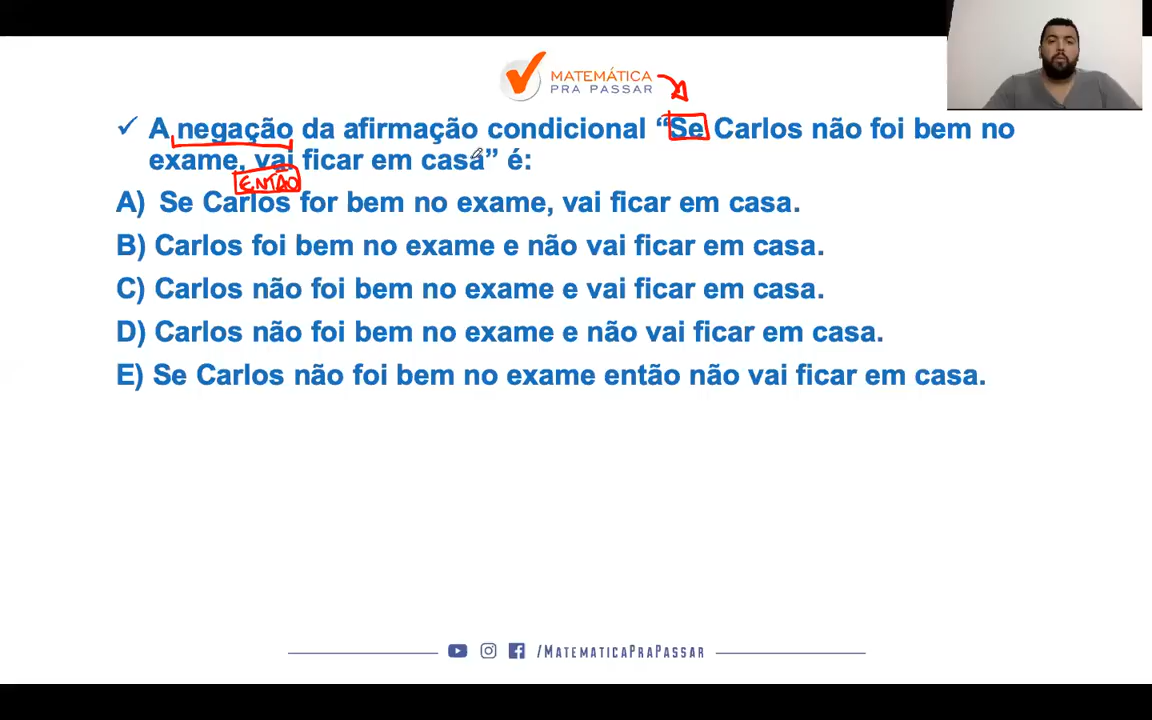 MATEMÁTICA
PRA PASSAR
✓ A negação da afirmação condicional “Se Carlos não foi bem no
exame, vai ficar em casa” é:
ENTÃO
A) Se Carlos for bem no exame, vai ficar em casa.
B) Carlos foi bem no exame e não vai ficar em casa.
C) Carlos não foi bem no exame e vai ficar em casa.
D) Carlos não foi bem no exame e não vai ficar em casa.
E) Se Carlos não foi bem no exame então não vai ficar em casa.
/MATEMATICAPRAPASSAR